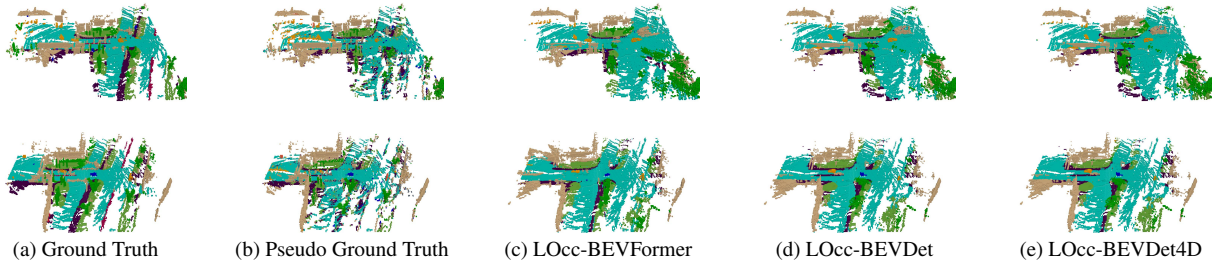 (a) Ground Truth
(b) Pseudo Ground Truth
(c) LOcc-BEVFormer
(d) LOcc-BEVDet
(e) LOcc-BEVDet4D